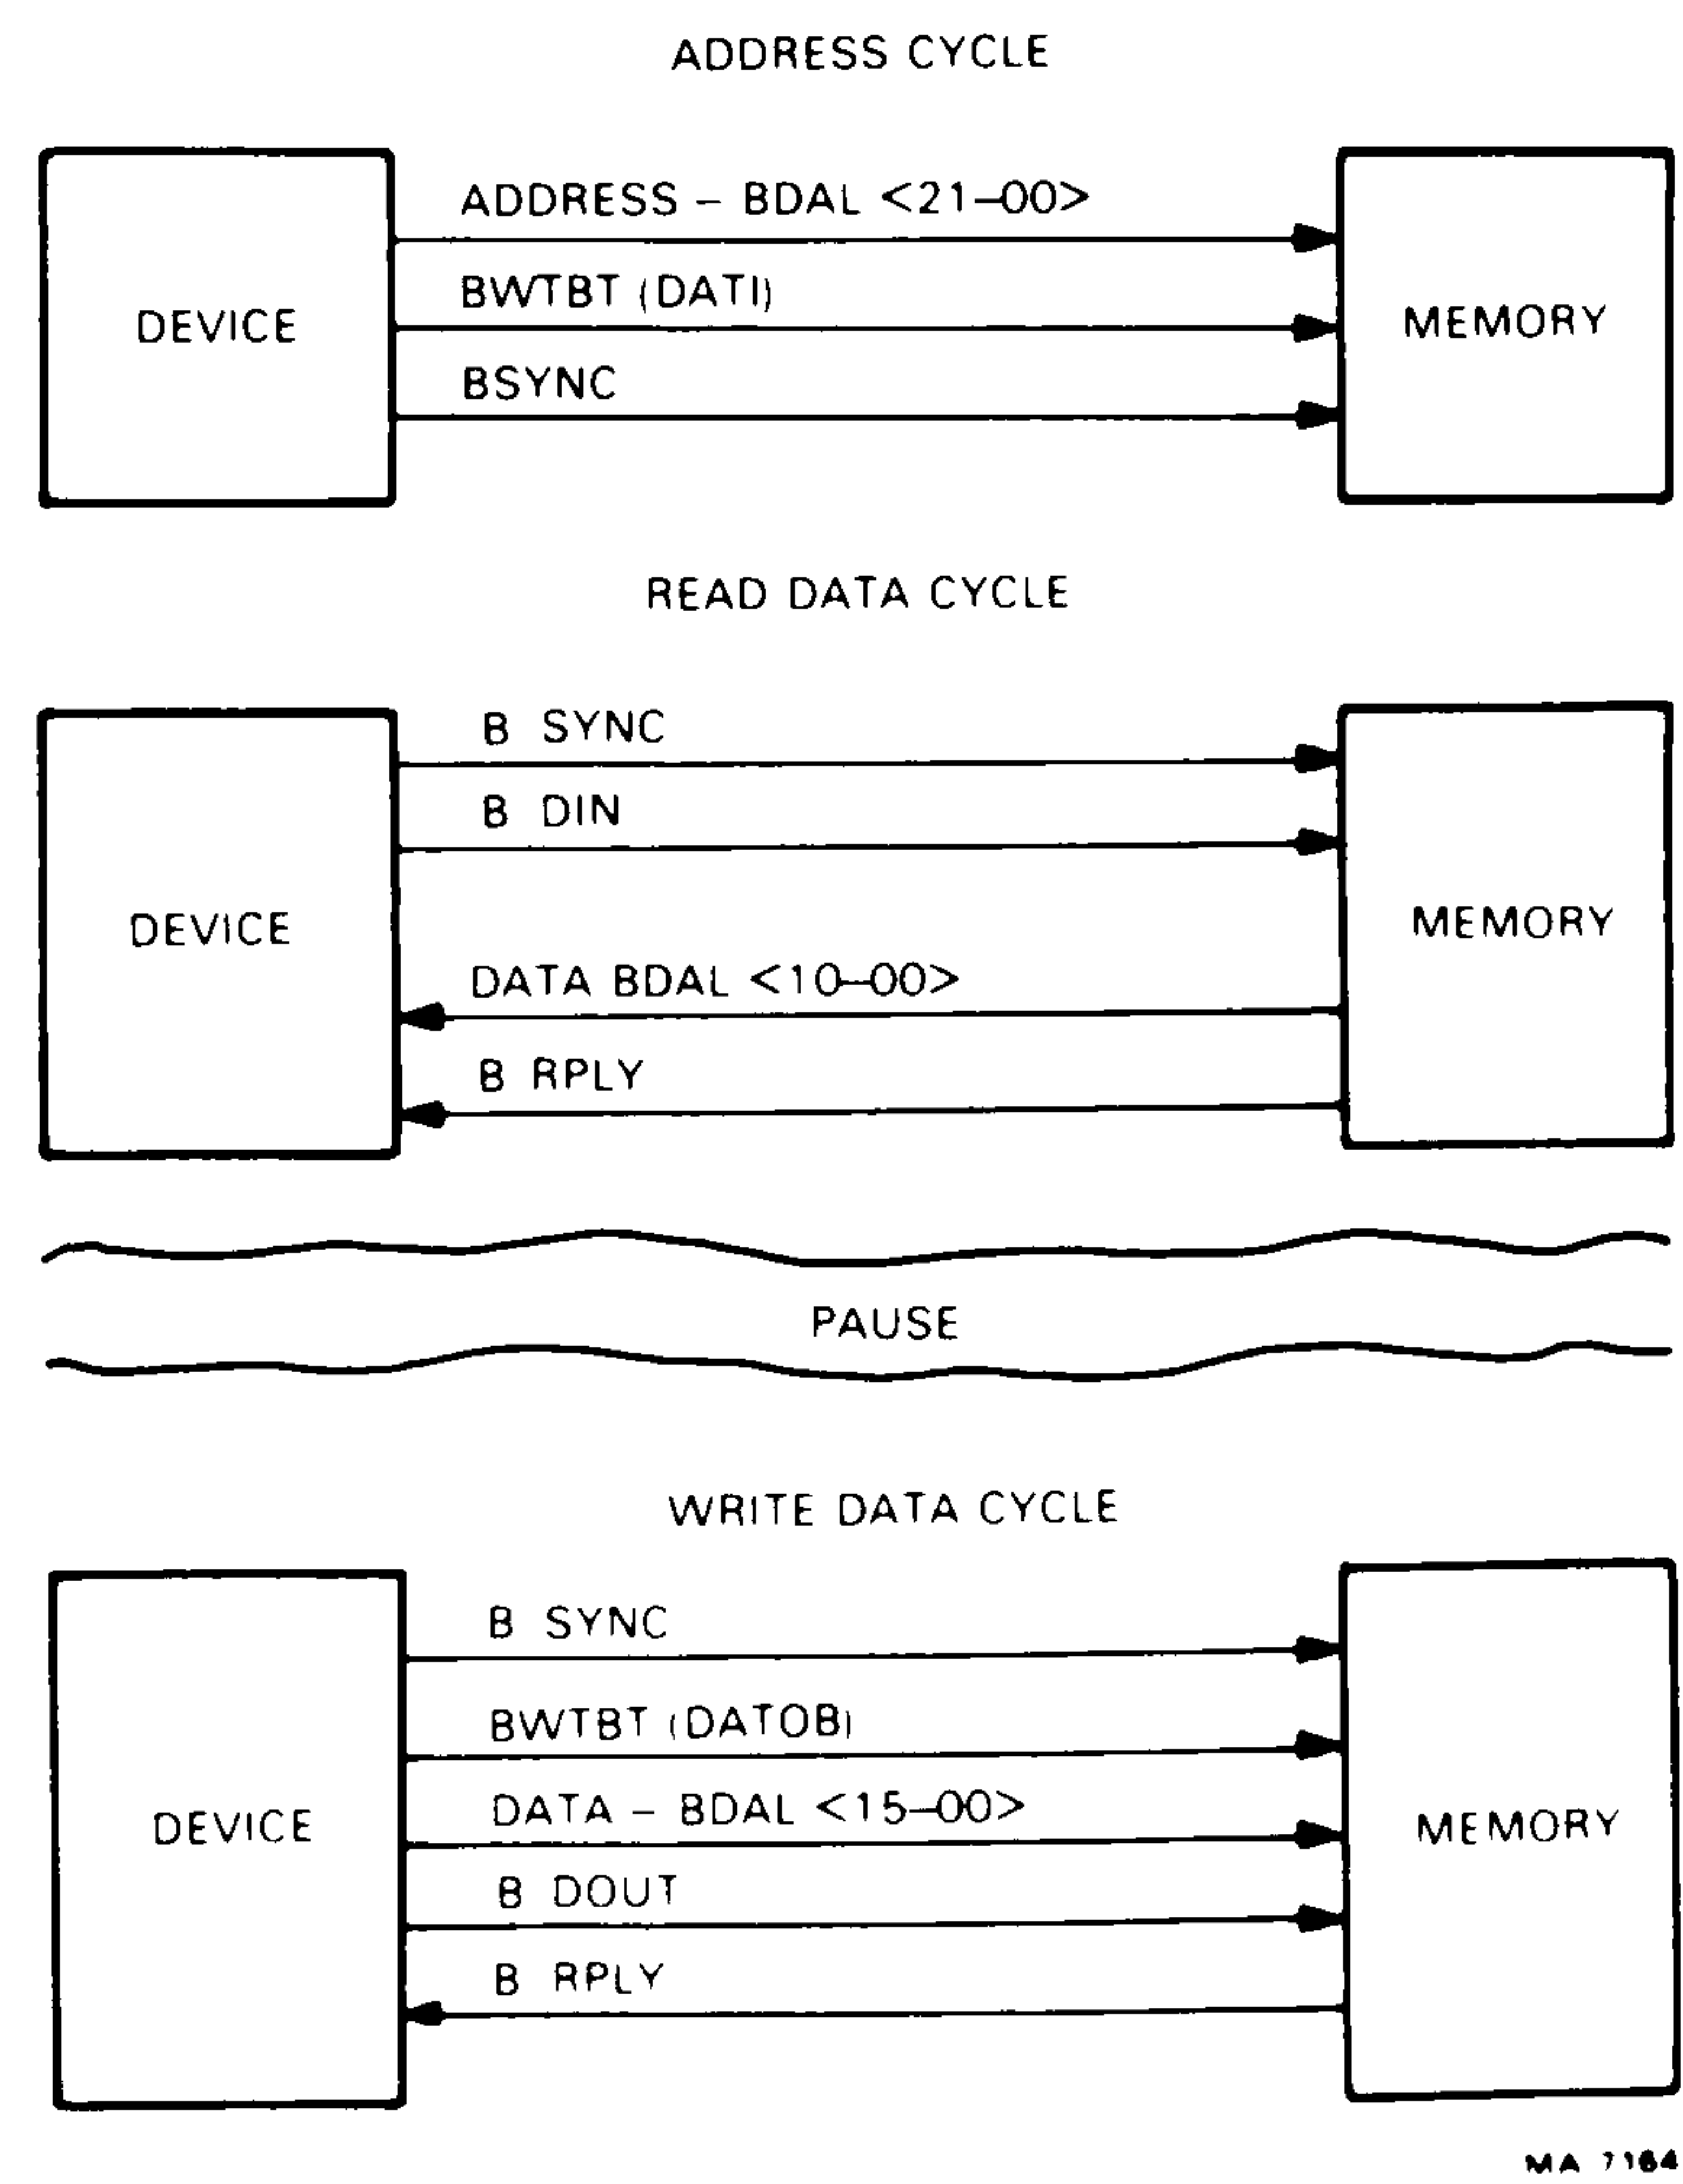 ADDRESS CYCLE
ADDRESS – BDAL <21–00>
BWTBT (DATI)
DEVICE
MEMORY
BSYNC
READ DATA CYCLE
B SYNC
B DIN
DEVICE
MEMORY
DATA BDAL <10–00>
B RPLY
PAUSE
WRITE DATA CYCLE
B SYNC
BWTBT (DATOB)
DATA – BDAL <15–00>
DEVICE
MEMORY
B DOUT
B RPLY
MA 7164